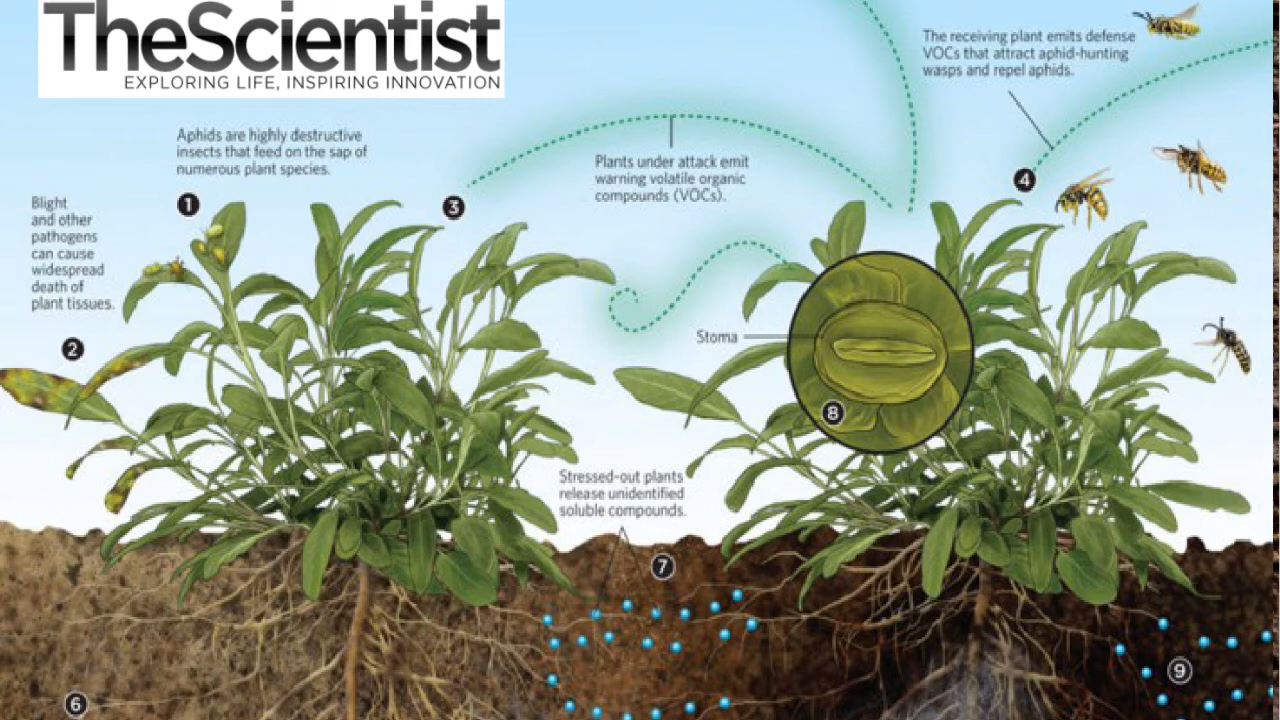 TheScientist
EXPLORING LIFE, INSPIRING INNOVATION
The receiving plant emits defense
VOCs that attract aphid-hunting
wasps and repel aphids.
Aphids are highly destructive
insects that feed on the sap of
numerous plant species.
1
3
Plants under attack emit
warning volatile organic
compounds (VOCs).
4
Blight
and other
pathogens
can cause
widespread
death of
plant tissues.
2
Stoma
8
Stressed-out plants
release unidentified
soluble compounds.
7
6
9